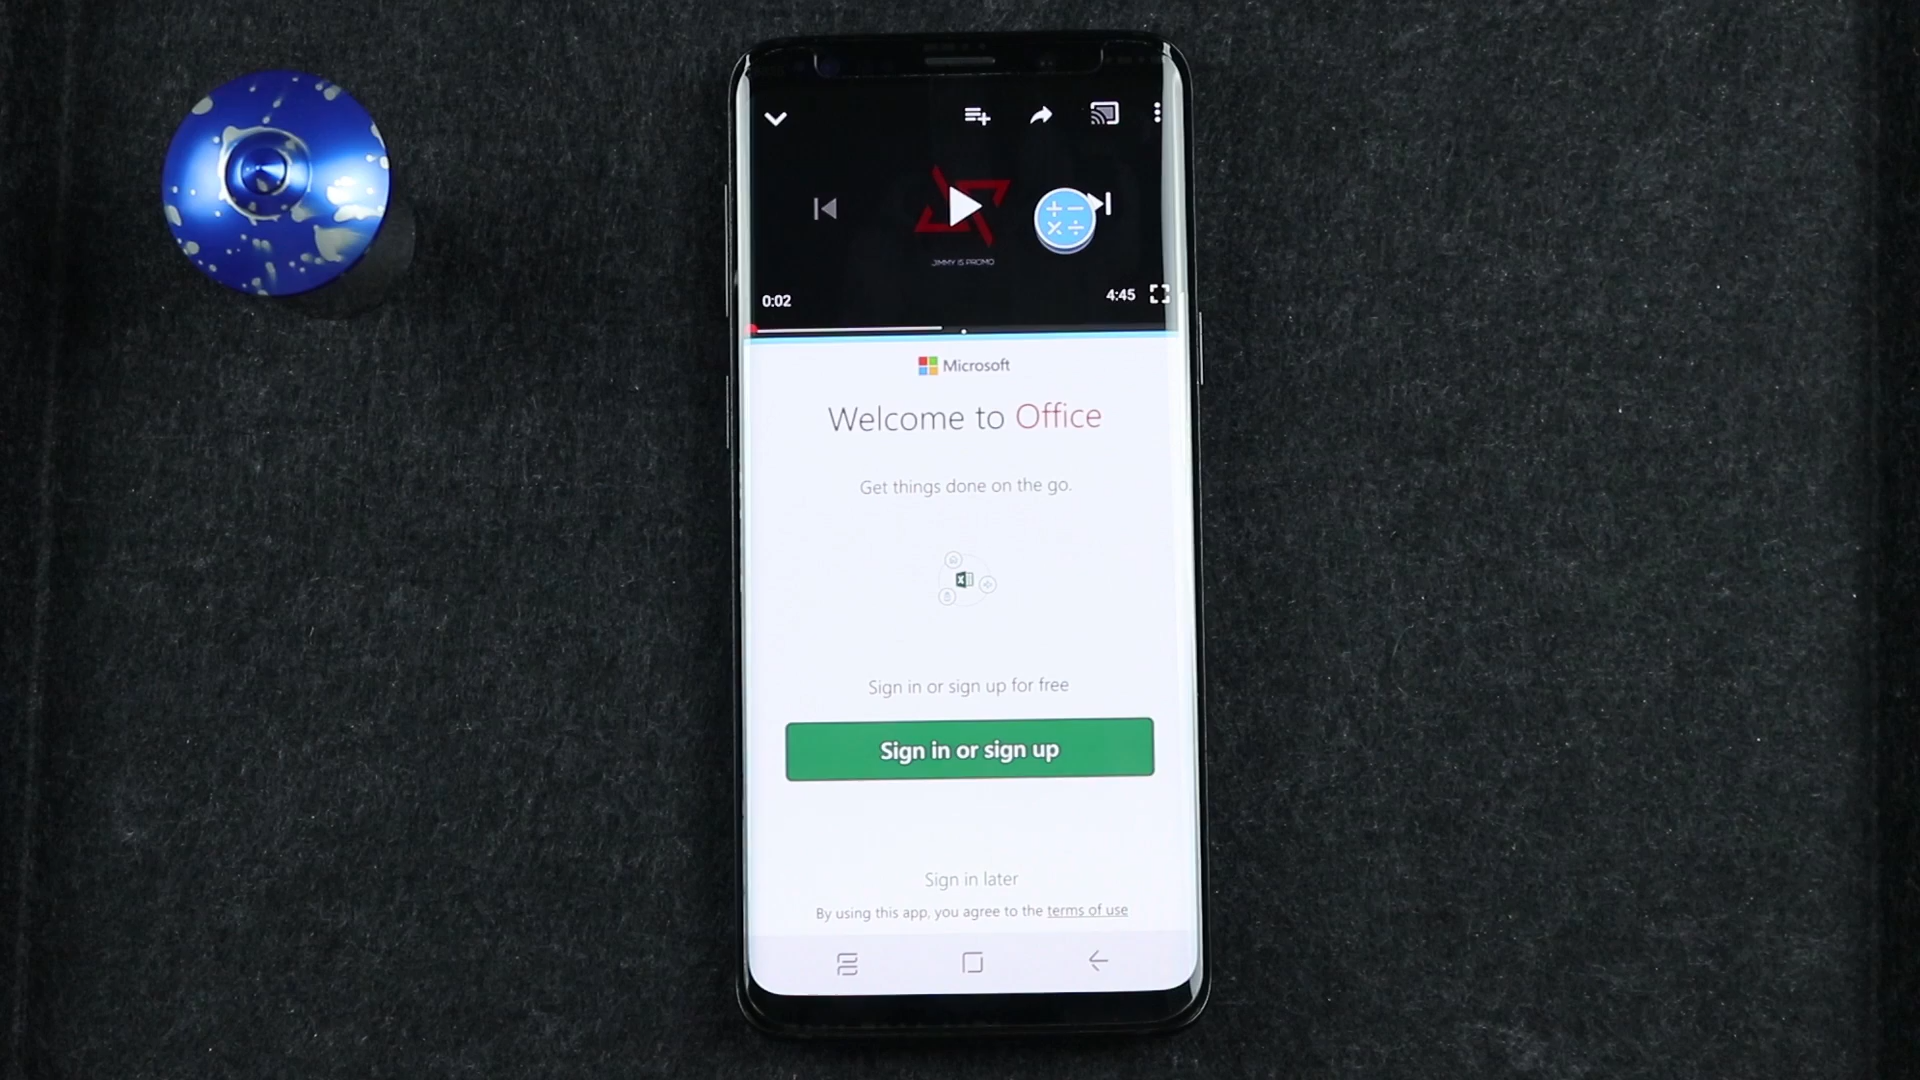 JIMMY IS PROMO
0:02
4:45
Microsoft
Welcome to Office
Get things done on the go.
Sign in or sign up for free
Sign in or sign up
Sign in later
By using this app, you agree to the terms of use